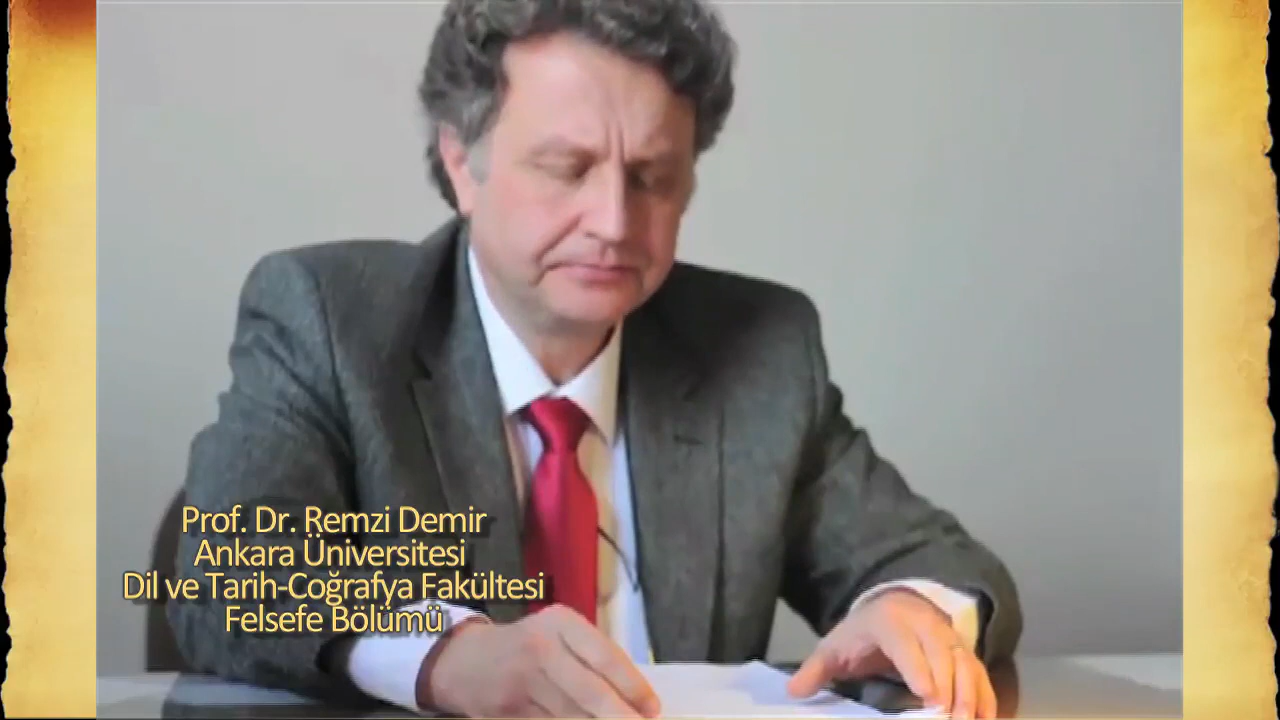 Prof. Dr. Remzi Demir
Ankara Üniversitesi
Dil ve Tarih-Coğrafya Fakültesi
Felsefe Bölümü